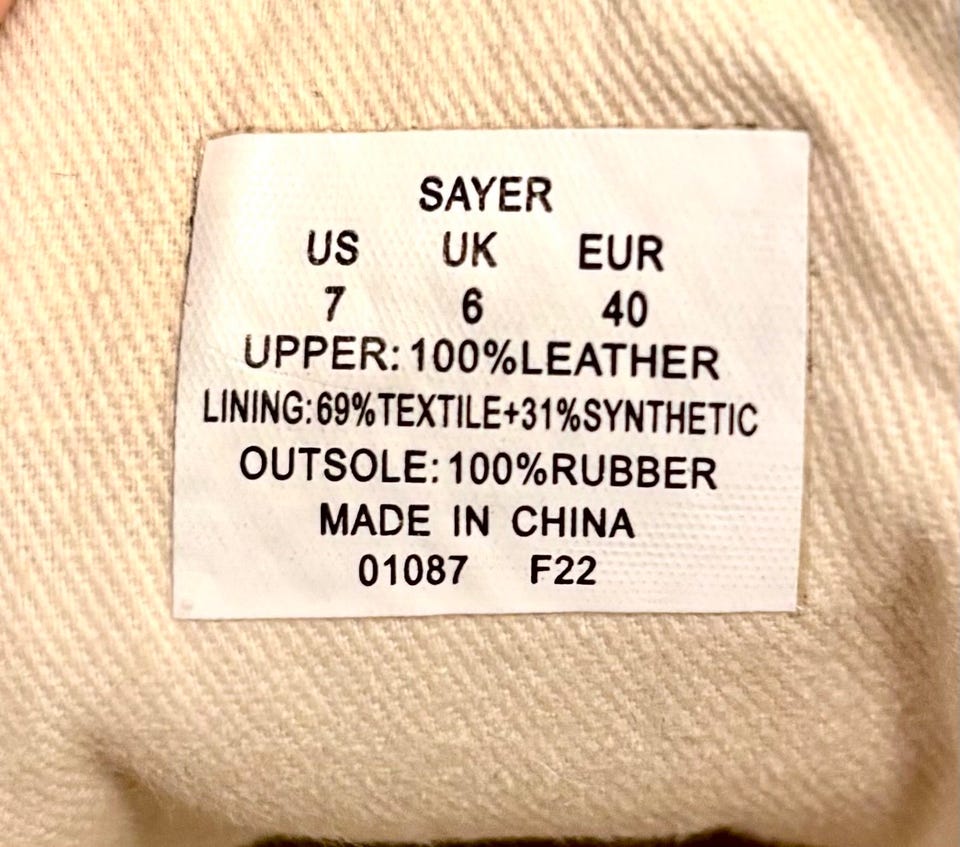 SAYER
US UK EUR
7 6 40
UPPER: 100%LEATHER
LINING:69%TEXTILE+31%SYNTHETIC
OUTSOLE: 100%RUBBER
MADE IN CHINA
01087 F22